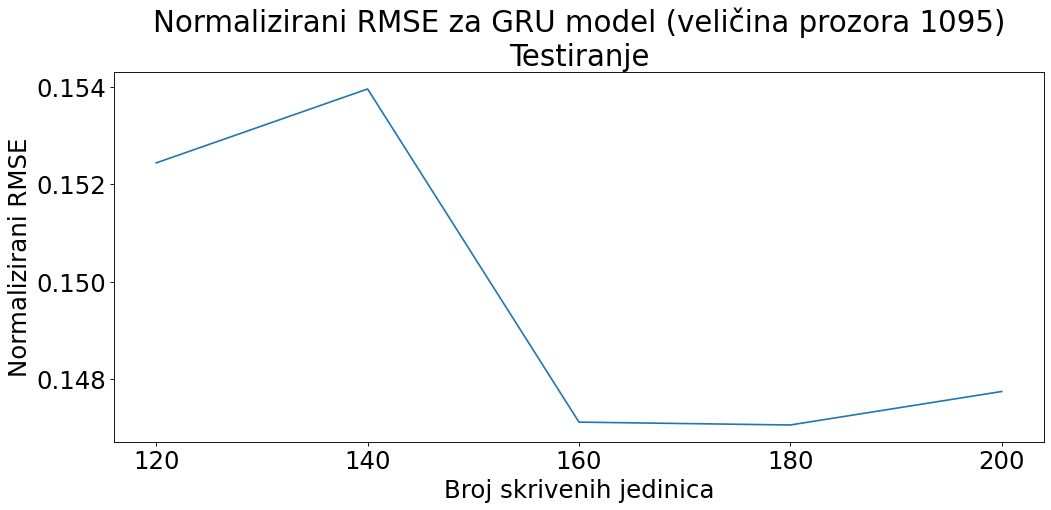 Normalizirani RMSE za GRU model (veličina prozora 1095)
Testiranje
0.154
0.152
0.150
0.148
Normalizirani RMSE
120 140 160 180 200
Broj skrivenih jedinica